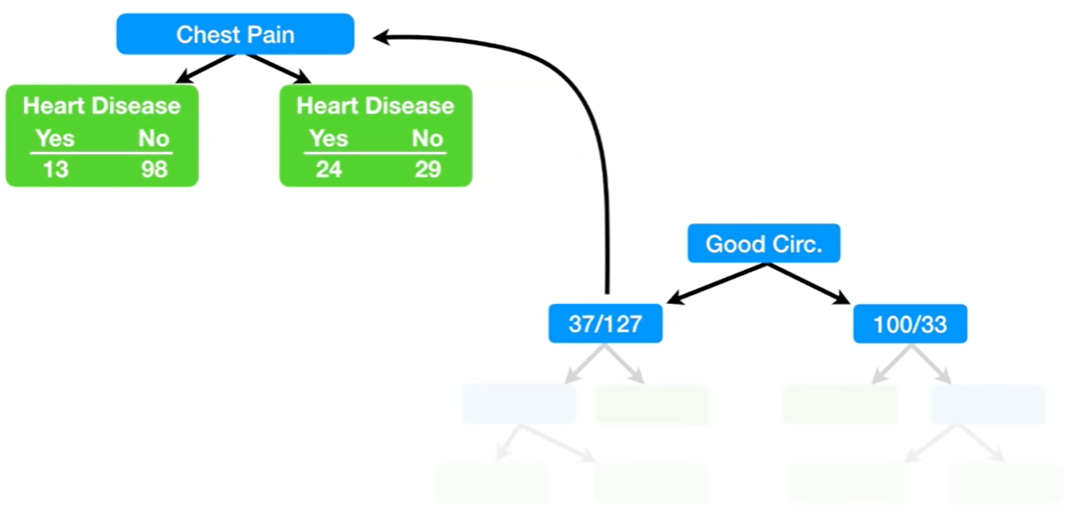 Chest Pain
Heart Disease Heart Disease
Yes No Yes No
13 98 24 29
Good Circ.
37/127 100/33